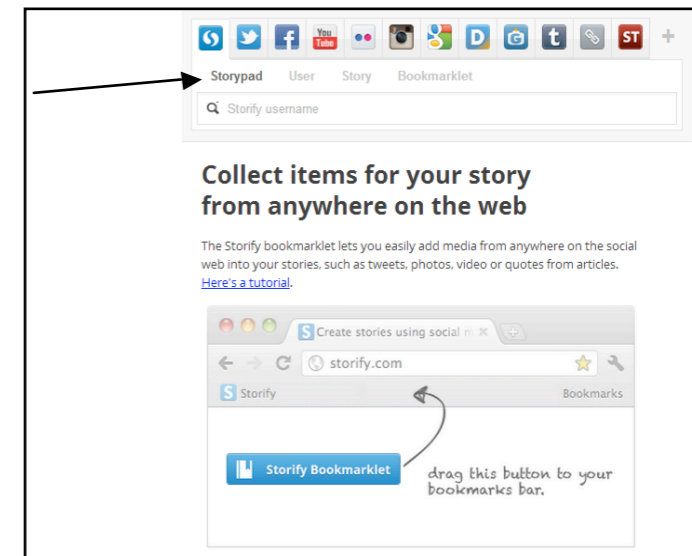 You
Tube
D
G
t
ST
+
Storypad User Story Bookmarklet
Storify username
Collect items for your story
from anywhere on the web
The Storify bookmarklet lets you easily add media from anywhere on the social
web into your stories, such as tweets, photos, video or quotes from articles.
Here's a tutorial.
S Create stories using social m
storify.com
S Storify Bookmarks
Storify Bookmarklet
drag this button to your
bookmarks bar.